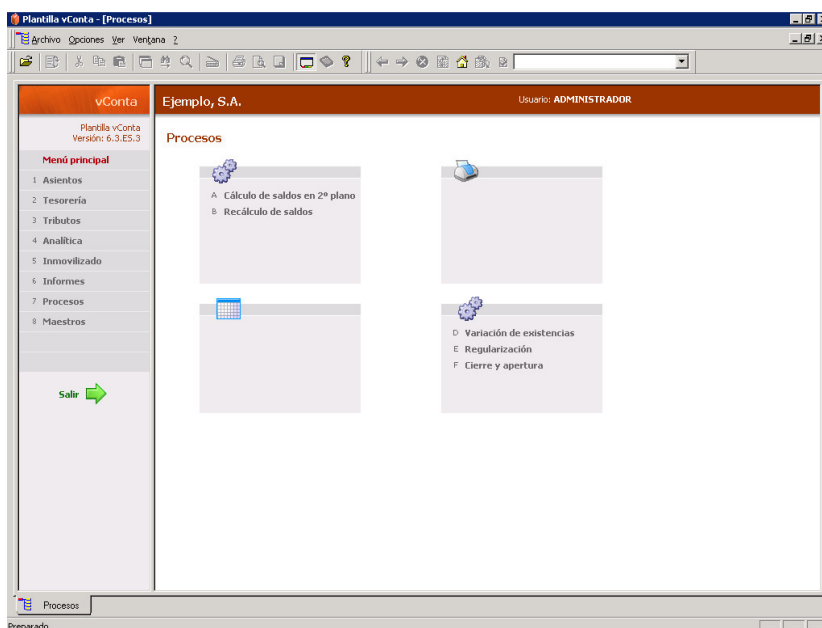 Plantilla vConta - [Procesos]
Archivo Opciones Ver Ventana ?
vConta
Ejemplo, S.A.
Usuario: ADMINISTRADOR
Plantilla vConta
Versión: 6.3.E5.3
Procesos
Menú principal
1 Asientos
2 Tesorería
3 Tributos
4 Analítica
5 Inmovilizado
6 Informes
7 Procesos
8 Maestros
Salir
A Cálculo de saldos en 2º plano
B Recálculo de saldos
D Variación de existencias
E Regularización
F Cierre y apertura
Procesos
Preparado